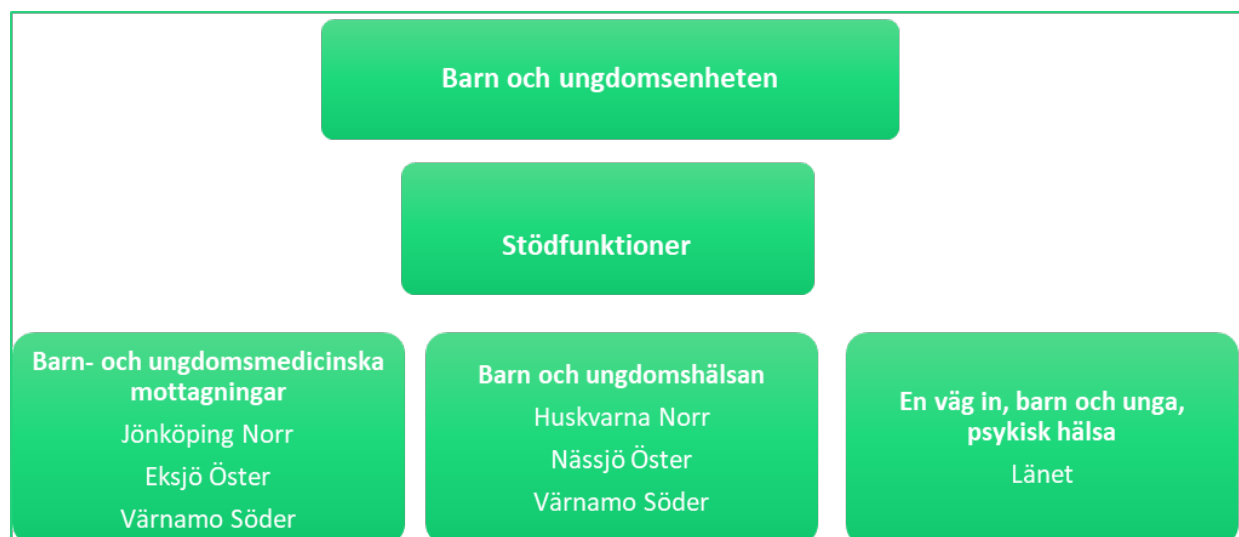 Barn och ungdomsenheten
Stödfunktioner
Barn- och ungdomsmedicinska
mottagningar
Jönköping Norr
Eksjö Öster
Värnamo Söder
Barn och ungdomshälsan
Huskvarna Norr
Nässjö Öster
Värnamo Söder
En väg in, barn och unga,
psykisk hälsa
Länet